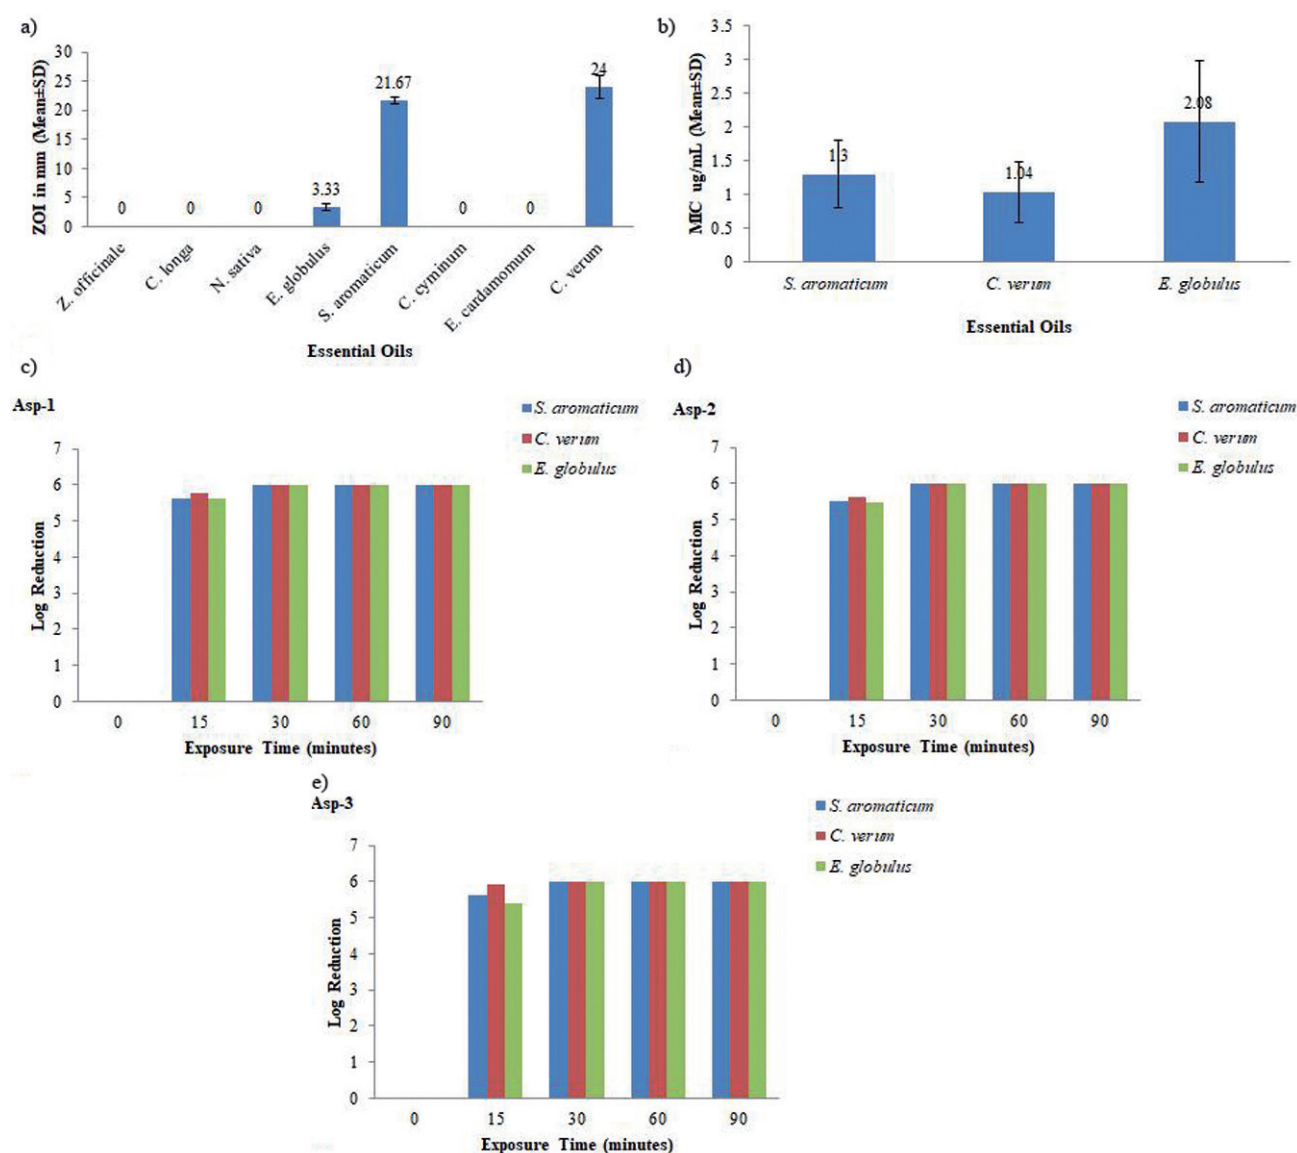 a)
ZOI in mm (Mean±SD)
30
25
20
15
10
5
0
0
0
0
3.33
21.67
0
0
24
Z. officinale
C. longa
N. sativa
E. globulus
S. aromaticum
C. cyminum
E. cardamomum
C. verum
Essential Oils
b)
MIC ug/mL (Mean±SD)
3.5
3
2.5
2
1.5
1
0.5
0
1.3
1.04
2.08
S. aromaticum
C. verum
E. globulus
Essential Oils
c)
Asp-1
S. aromaticum
C. verum
E. globulus
Log Reduction
7
6
5
4
3
2
1
0
0 15 30 60 90
Exposure Time (minutes)
d)
Asp-2
S. aromaticum
C. verum
E. globulus
Log Reduction
7
6
5
4
3
2
1
0
0 15 30 60 90
Exposure Time (minutes)
e)
Asp-3
S. aromaticum
C. verum
E. globulus
Log Reduction
7
6
5
4
3
2
1
0
0 15 30 60 90
Exposure Time (minutes)